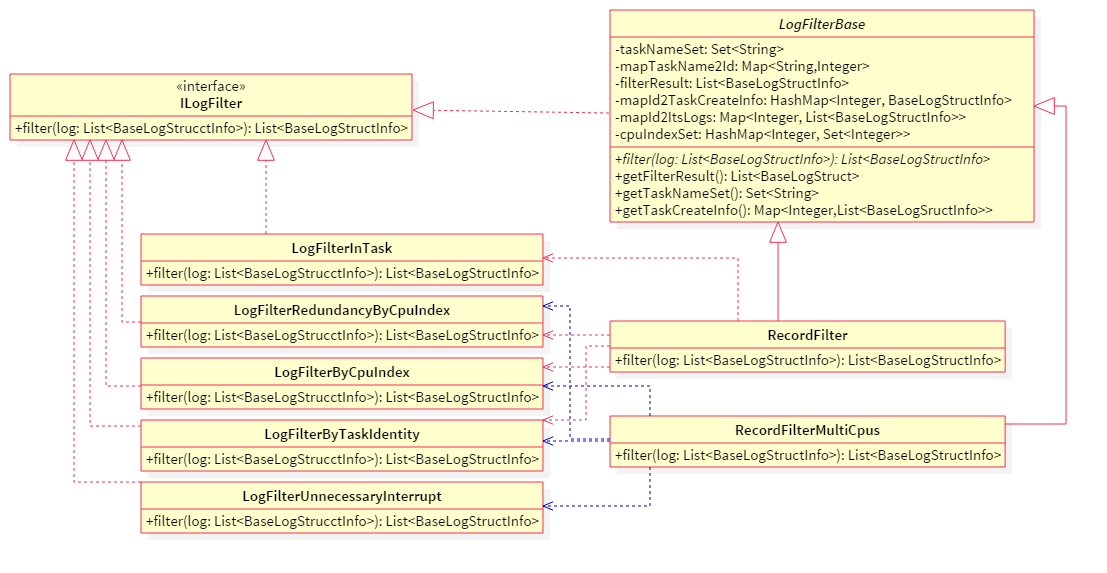 LogFilterBase
-taskNameSet: Set<String>
-mapTaskName2Id: Map<String,Integer>
-filterResult: List<BaseLogStructInfo>
-mapId2TaskCreateInfo: HashMap<Integer, BaseLogStructInfo>
-mapId2ItsLogs: Map<Integer, List<BaseLogStructInfo>>
-cpuIndexSet: HashMap<Integer, Set<Integer>>
+filter(log: List<BaseLogStructInfo>): List<BaseLogStructInfo>
+getFilterResult(): List<BaseLogStruct>
+getTaskNameSet(): Set<String>
+getTaskCreateInfo(): Map<Integer,List<BaseLogSructInfo>>
«interface»
ILogFilter
+filter(log: List<BaseLogStrucctInfo>): List<BaseLogStructInfo>
LogFilterInTask
+filter(log: List<BaseLogStrucctInfo>): List<BaseLogStructInfo>
LogFilterRedundancyByCpuIndex
+filter(log: List<BaseLogStrucctInfo>): List<BaseLogStructInfo>
LogFilterByCpuIndex
+filter(log: List<BaseLogStrucctInfo>): List<BaseLogStructInfo>
LogFilterByTaskIdentity
+filter(log: List<BaseLogStrucctInfo>): List<BaseLogStructInfo>
LogFilterUnnecessaryInterrupt
+filter(log: List<BaseLogStrucctInfo>): List<BaseLogStructInfo>
RecordFilter
+filter(log: List<BaseLogStructInfo>): List<BaseLogStructInfo>
RecordFilterMultiCpus
+filter(log: List<BaseLogStructInfo>): List<BaseLogStructInfo>